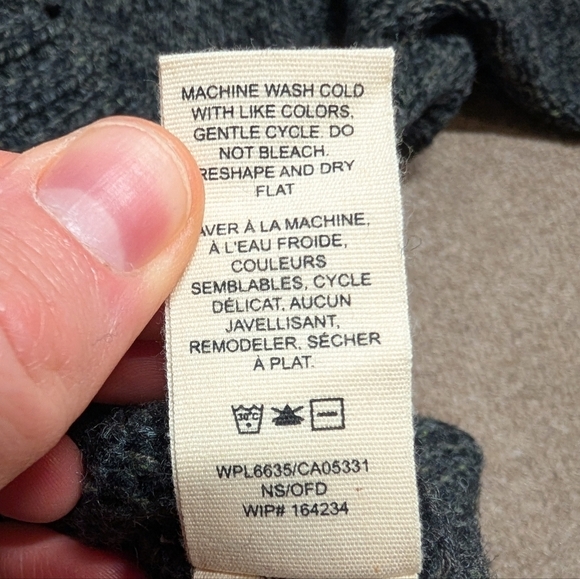 MACHINE WASH COLD
WITH LIKE COLORS,
GENTLE CYCLE. DO
NOT BLEACH.
RESHAPE AND DRY
FLAT
AVER À LA MACHINE,
À L'EAU FROIDE,
COULEURS
SEMBLABLES, CYCLE
DÉLICAT, AUCUN
JAVELLISANT,
REMODELER. SÉCHER
À PLAT.
30°C
WPL6635/CA05331
NS/OFD
WIP# 164234